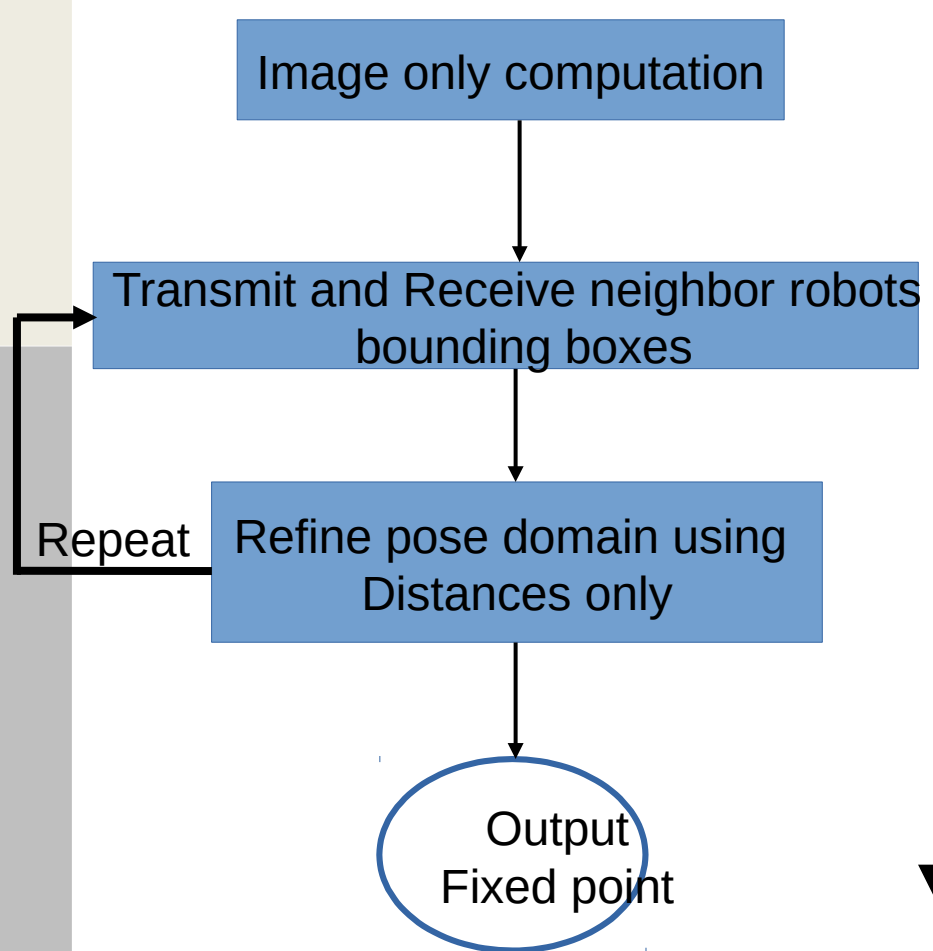 Image only computation
Transmit and Receive neighbor robots
bounding boxes
Repeat
Refine pose domain using
Distances only
Output
Fixed point